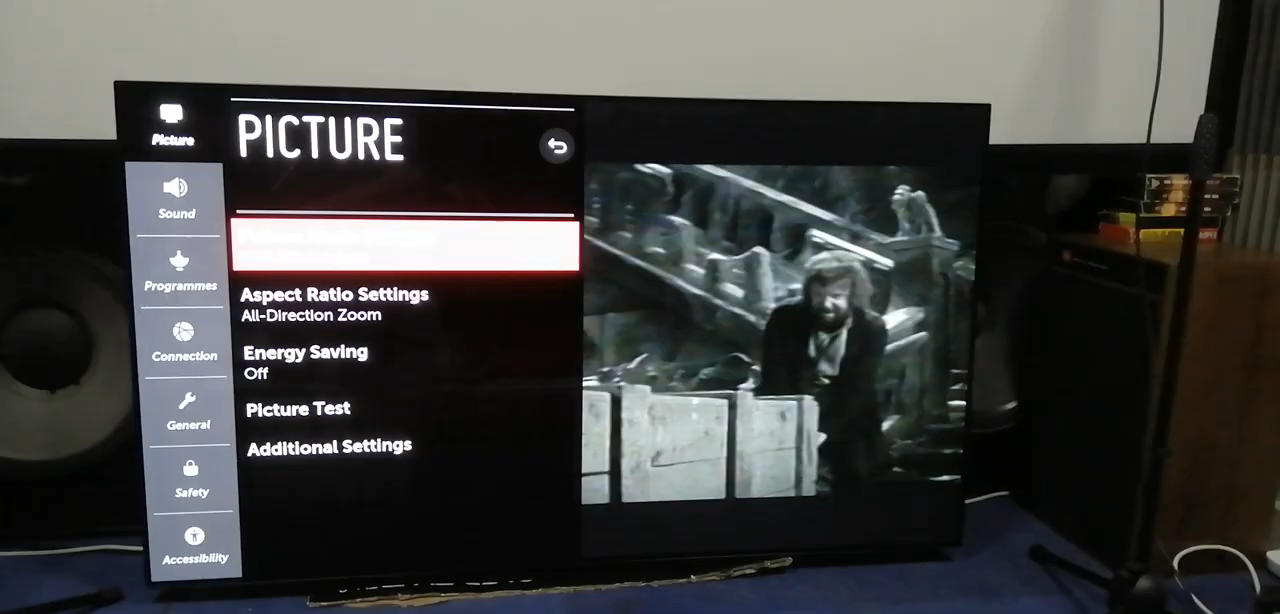 Picture
PICTURE
Sound
Programmes
Connection
General
Safety
Accessibility
Aspect Ratio Settings
All-Direction Zoom
Energy Saving
Off
Picture Test
Additional Settings